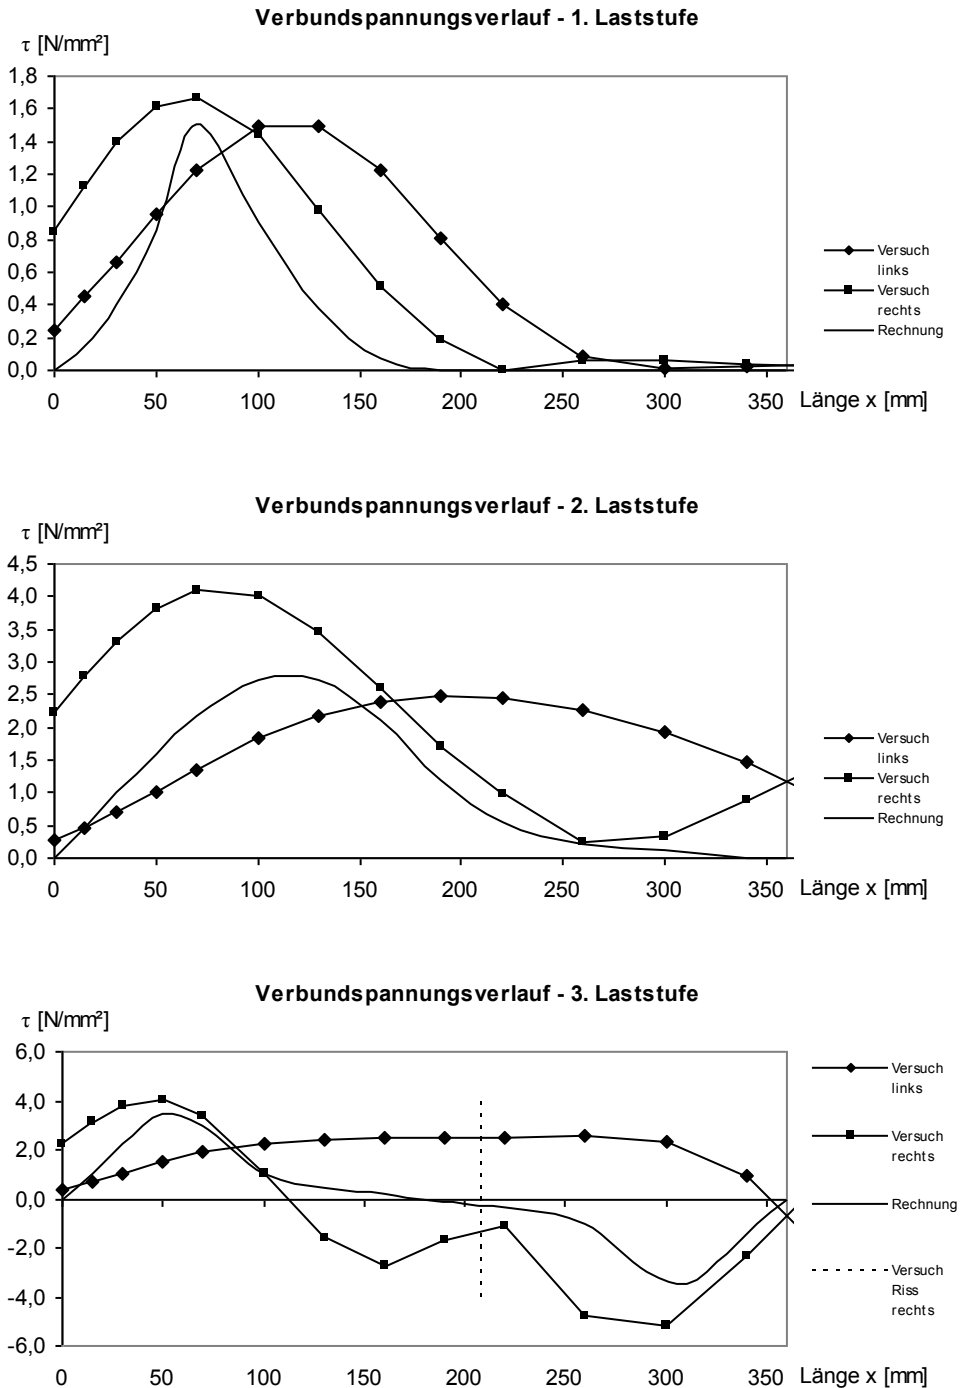 Verbundspannungsverlauf - 1. Laststufe
τ [N/mm²]
1,8
1,6
1,4
1,2
1,0
0,8
0,6
0,4
0,2
0,0
0 50 100 150 200 250 300 350 Länge x [mm]
Versuch
links
Versuch
rechts
Rechnung
Verbundspannungsverlauf - 2. Laststufe
τ [N/mm²]
4,5
4,0
3,5
3,0
2,5
2,0
1,5
1,0
0,5
0,0
0 50 100 150 200 250 300 350 Länge x [mm]
Versuch
links
Versuch
rechts
Rechnung
Verbundspannungsverlauf - 3. Laststufe
τ [N/mm²]
6,0
4,0
2,0
0,0
-2,0
-4,0
-6,0
0 50 100 150 200 250 300 350 Länge x [mm]
Versuch
links
Versuch
rechts
Rechnung
Versuch
Riss
rechts